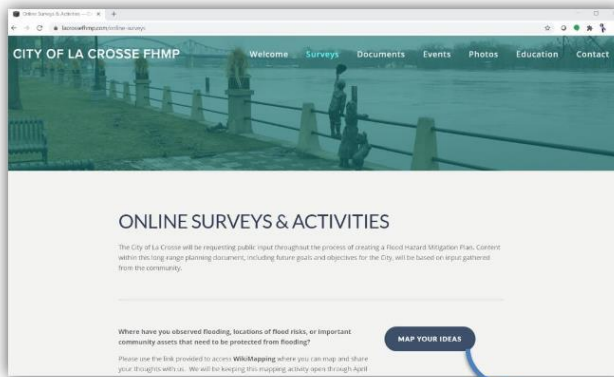 Online Surveys & Activities
lacrossefhmp.com/online-surveys
CITY OF LA CROSSE FHMP
Welcome Surveys Documents Events Photos Education Contact
ONLINE SURVEYS & ACTIVITIES
The City of La Crosse will be requesting public input throughout the process of creating a Flood Hazard Mitigation Plan. Content
within this long range planning document, including future goals and objectives for the City, will be based on input gathered
from the community.
Where have you observed flooding, locations of flood risks, or important
community assets that need to be protected from flooding?
MAP YOUR IDEAS
Please use the link provided to access WikiMapping where you can map and share
your thoughts with us. We will be keeping this mapping activity open through April